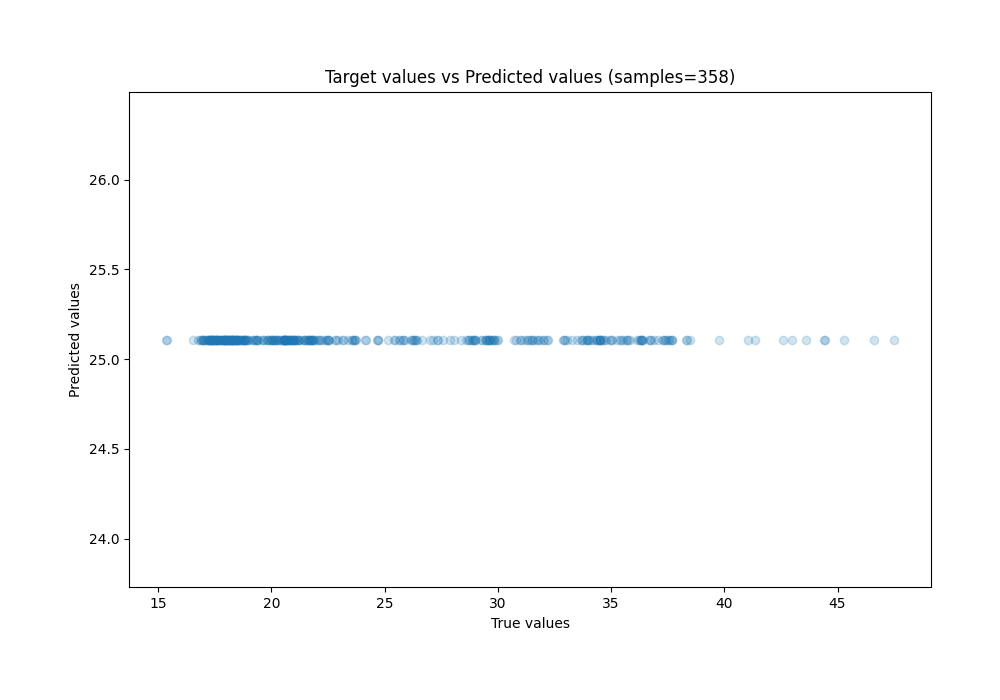 Target values vs Predicted values (samples=358)
26.0
25.5
25.0
24.5
24.0
Predicted values
15 20 25 30 35 40 45
True values